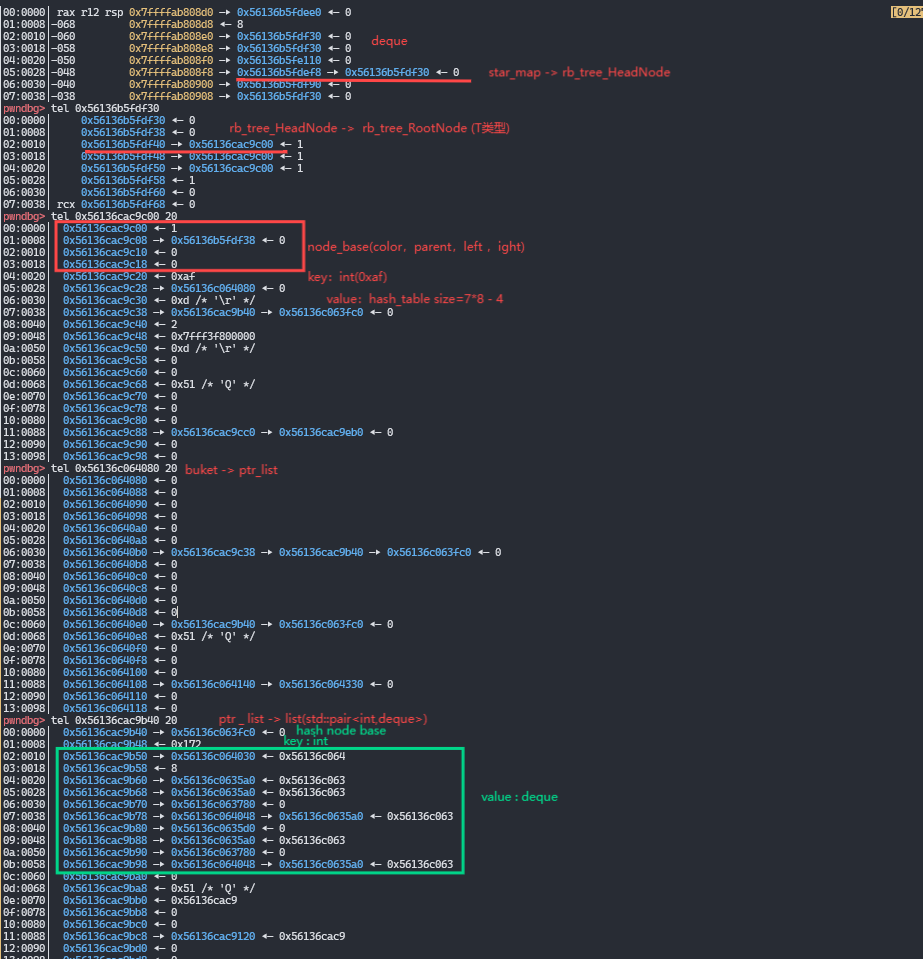 00:0000│ rax r12 rsp 0x7ffffab808d0 —▸ 0x56136b5fdee0 ◂— 0
[0/12
01:0008│-068 0x7ffffab808d8 ◂— 8
02:0010│-060 0x7ffffab808e0 —▸ 0x56136b5fdf30 ◂— 0
deque
03:0018│-058 0x7ffffab808e8 —▸ 0x56136b5fdf30 ◂— 0
04:0020│-050 0x7ffffab808f0 —▸ 0x56136b5fe110 ◂— 0
05:0028│-048 0x7ffffab808f8 —▸ 0x56136b5fdef8 —▸ 0x56136b5fdf30 ◂— 0
star_map -> rb_tree_HeadNode
06:0030│-040 0x7ffffab80900 —▸ 0x56136b5fdf90 ◂— 0
07:0038│-038 0x7ffffab80908 —▸ 0x56136b5fdf30 ◂— 0
pwndbg> tel 0x56136b5fdf30
00:0000│ 0x56136b5fdf30 ◂— 0
rb_tree_HeadNode -> rb_tree_RootNode (T类型)
01:0008│ 0x56136b5fdf38 ◂— 0
02:0010│ 0x56136b5fdf40 —▸ 0x56136cac9c00 ◂— 1
03:0018│ 0x56136b5fdf48 —▸ 0x56136cac9c00 ◂— 1
04:0020│ 0x56136b5fdf50 —▸ 0x56136cac9c00 ◂— 1
05:0028│ 0x56136b5fdf58 ◂— 1
06:0030│ 0x56136b5fdf60 ◂— 0
07:0038│ rcx 0x56136b5fdf68 ◂— 0
pwndbg> tel 0x56136cac9c00 20
00:0000│ 0x56136cac9c00 ◂— 1
01:0008│ 0x56136cac9c08 —▸ 0x56136b5fdf38 ◂— 0
node_base(color, parent, left , ight)
02:0010│ 0x56136cac9c10 ◂— 0
03:0018│ 0x56136cac9c18 ◂— 0
04:0020│ 0x56136cac9c20 ◂— 0xaf
key: int(0xaf)
05:0028│ 0x56136cac9c28 —▸ 0x56136c064080 ◂— 0
06:0030│ 0x56136cac9c30 ◂— 0xd /* '\r' */
value: hash_table size=7*8 - 4
07:0038│ 0x56136cac9c38 —▸ 0x56136cac9b40 —▸ 0x56136c063fc0 ◂— 0
08:0040│ 0x56136cac9c40 ◂— 2
09:0048│ 0x56136cac9c48 ◂— 0x7fff3f800000
0a:0050│ 0x56136cac9c50 ◂— 0xd /* '\r' */
0b:0058│ 0x56136cac9c58 ◂— 0
0c:0060│ 0x56136cac9c60 ◂— 0
0d:0068│ 0x56136cac9c68 ◂— 0x51 /* 'Q' */
0e:0070│ 0x56136cac9c70 ◂— 0
0f:0078│ 0x56136cac9c78 ◂— 0
10:0080│ 0x56136cac9c80 ◂— 0
11:0088│ 0x56136cac9c88 —▸ 0x56136cac9cc0 —▸ 0x56136cac9eb0 ◂— 0
12:0090│ 0x56136cac9c90 ◂— 0
13:0098│ 0x56136cac9c98 ◂— 0
pwndbg> tel 0x56136c064080 20
buket -> ptr_list
00:0000│ 0x56136c064080 ◂— 0
01:0008│ 0x56136c064088 ◂— 0
02:0010│ 0x56136c064090 ◂— 0
03:0018│ 0x56136c064098 ◂— 0
04:0020│ 0x56136c0640a0 ◂— 0
05:0028│ 0x56136c0640a8 ◂— 0
06:0030│ 0x56136c0640b0 —▸ 0x56136cac9c38 —▸ 0x56136cac9b40 —▸ 0x56136c063fc0 ◂— 0
07:0038│ 0x56136c0640b8 ◂— 0
08:0040│ 0x56136c0640c0 ◂— 0
09:0048│ 0x56136c0640c8 ◂— 0
0a:0050│ 0x56136c0640d0 ◂— 0
0b:0058│ 0x56136c0640d8 ◂— 0
0c:0060│ 0x56136c0640e0 —▸ 0x56136cac9b40 —▸ 0x56136c063fc0 ◂— 0
0d:0068│ 0x56136c0640e8 ◂— 0x51 /* 'Q' */
0e:0070│ 0x56136c0640f0 ◂— 0
0f:0078│ 0x56136c0640f8 ◂— 0
10:0080│ 0x56136c064100 ◂— 0
11:0088│ 0x56136c064108 —▸ 0x56136c064140 —▸ 0x56136c064330 ◂— 0
12:0090│ 0x56136c064110 ◂— 0
13:0098│ 0x56136c064118 ◂— 0
pwndbg> tel 0x56136cac9b40 20
ptr _ list -> list(std::pair<int,deque>)
00:0000│ 0x56136cac9b40 —▸ 0x56136c063fc0 ◂— 0
hash node base
01:0008│ 0x56136cac9b48 ◂— 0x172
key : int
02:0010│ 0x56136cac9b50 —▸ 0x56136c064030 ◂— 0x56136c064
03:0018│ 0x56136cac9b58 ◂— 8
04:0020│ 0x56136cac9b60 —▸ 0x56136c0635a0 ◂— 0x56136c063
05:0028│ 0x56136cac9b68 —▸ 0x56136c0635a0 ◂— 0x56136c063
value : deque
06:0030│ 0x56136cac9b70 —▸ 0x56136c063780 ◂— 0
07:0038│ 0x56136cac9b78 —▸ 0x56136c064048 —▸ 0x56136c0635a0 ◂— 0x56136c063
08:0040│ 0x56136cac9b80 —▸ 0x56136c0635d0 ◂— 0
09:0048│ 0x56136cac9b88 —▸ 0x56136c0635a0 ◂— 0x56136c063
0a:0050│ 0x56136cac9b90 —▸ 0x56136c063780 ◂— 0
0b:0058│ 0x56136cac9b98 —▸ 0x56136c064048 —▸ 0x56136c0635a0 ◂— 0x56136c063
0c:0060│ 0x56136cac9ba0 ◂— 0
0d:0068│ 0x56136cac9ba8 ◂— 0x51 /* 'Q' */
0e:0070│ 0x56136cac9bb0 ◂— 0x56136cac9
0f:0078│ 0x56136cac9bb8 ◂— 0
10:0080│ 0x56136cac9bc0 ◂— 0
11:0088│ 0x56136cac9bc8 —▸ 0x56136cac9120 ◂— 0x56136cac9
12:0090│ 0x56136cac9bd0 ◂— 0